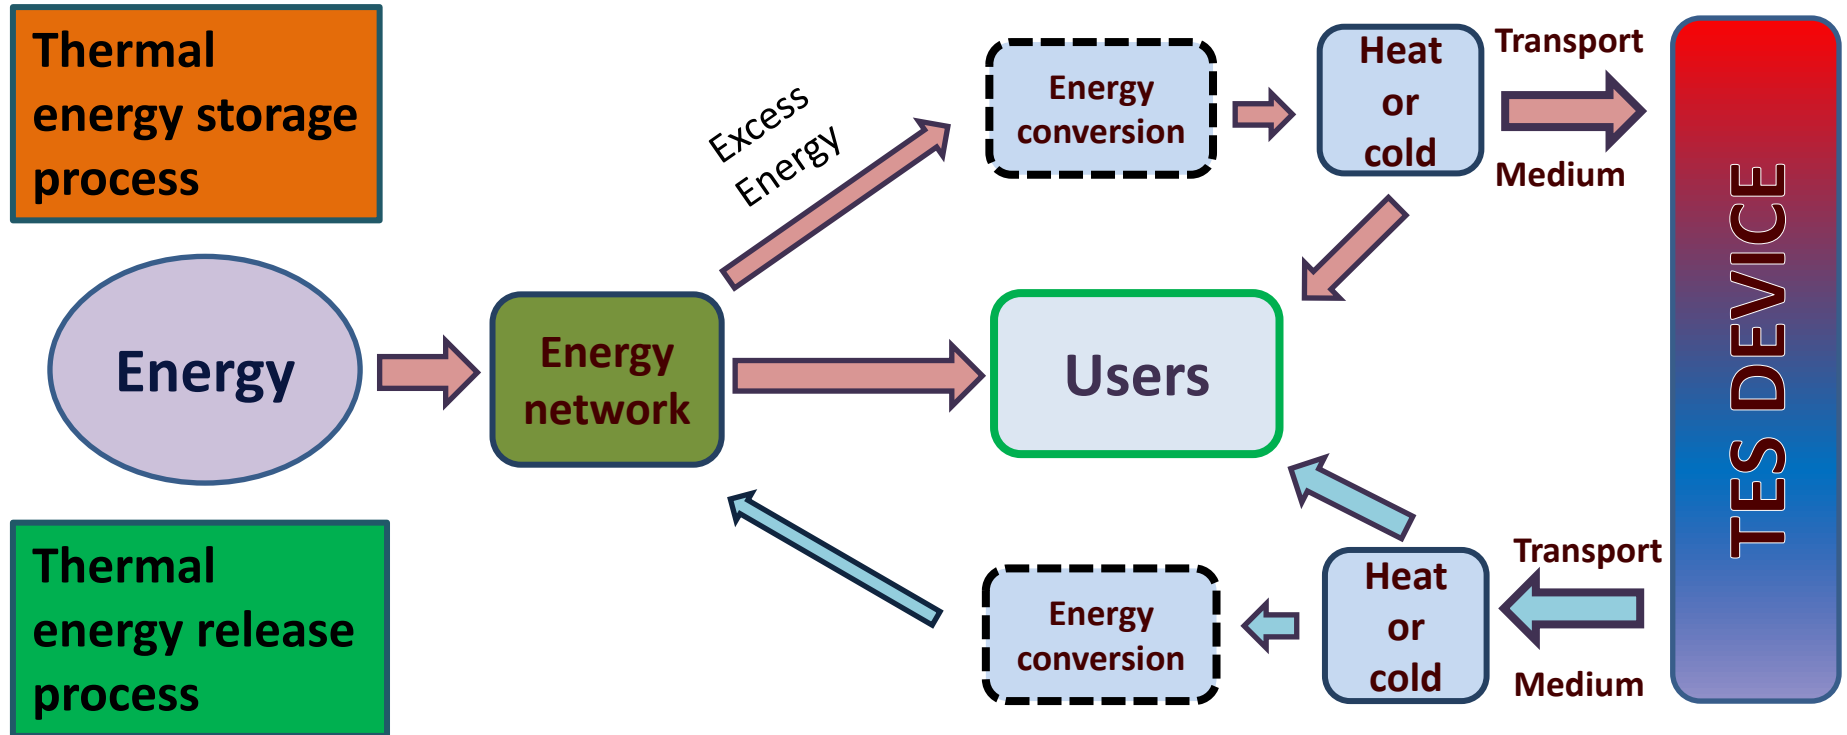 Thermal
energy storage
process
Excess
Energy
Energy
conversion
Heat
or
cold
Transport
Medium
TES DEVICE
Energy
Energy
network
Users
Thermal
energy release
process
Energy
conversion
Heat
or
cold
Transport
Medium